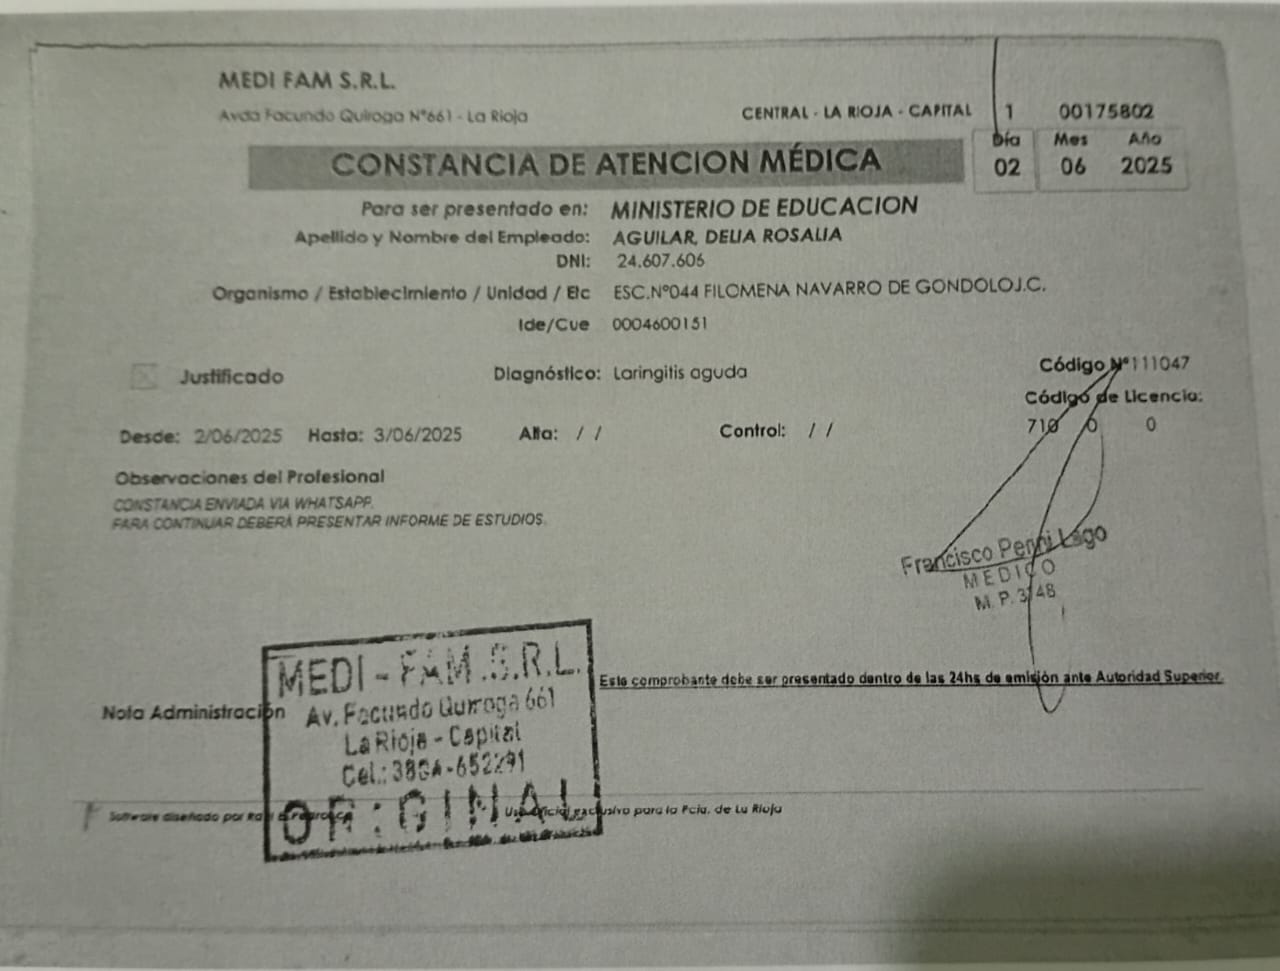 MEDI FAM S.R.L.
Avda Facundo Quiroga N°661 - La Rioja
CENTRAL - LA RIOJA - CAPITAL 1 00175802
CONSTANCIA DE ATENCION MÉDICA
Día Mes Año
02 06 2025
Para ser presentado en: MINISTERIO DE EDUCACION
Apellido y Nombre del Empleado: AGUILAR, DELIA ROSALIA
DNI: 24.607.606
Organismo / Establecimiento / Unidad / Etc ESC.N°044 FILOMENA NAVARRO DE GONDOLOJ.C.
Ide/Cue 0004600151
Justificado
Diagnóstico: Laringitis aguda
Código N°111047
Código de Licencia:
710 0 0
Desde: 2/06/2025 Hasta: 3/06/2025 Alta: / / Control: / /
Observaciones del Profesional
CONSTANCIA ENVIADA VIA WHATSAPP.
PARA CONTINUAR DEBERÁ PRESENTAR INFORME DE ESTUDIOS.
Francisco Penni Lago
MEDICO
M. P. 3148
MEDI - FAM.S.R.L.
Av. Facundo Quiroga 661
La Rioja - Capital
Cel.: 3804-652291
ORIGINAL
Este comprobante debe ser presentado dentro de las 24hs de emisión ante Autoridad Superior.
Nota Administración
Software diseñado por
Uso Oficial exclusivo para la Pcia. de La Rioja